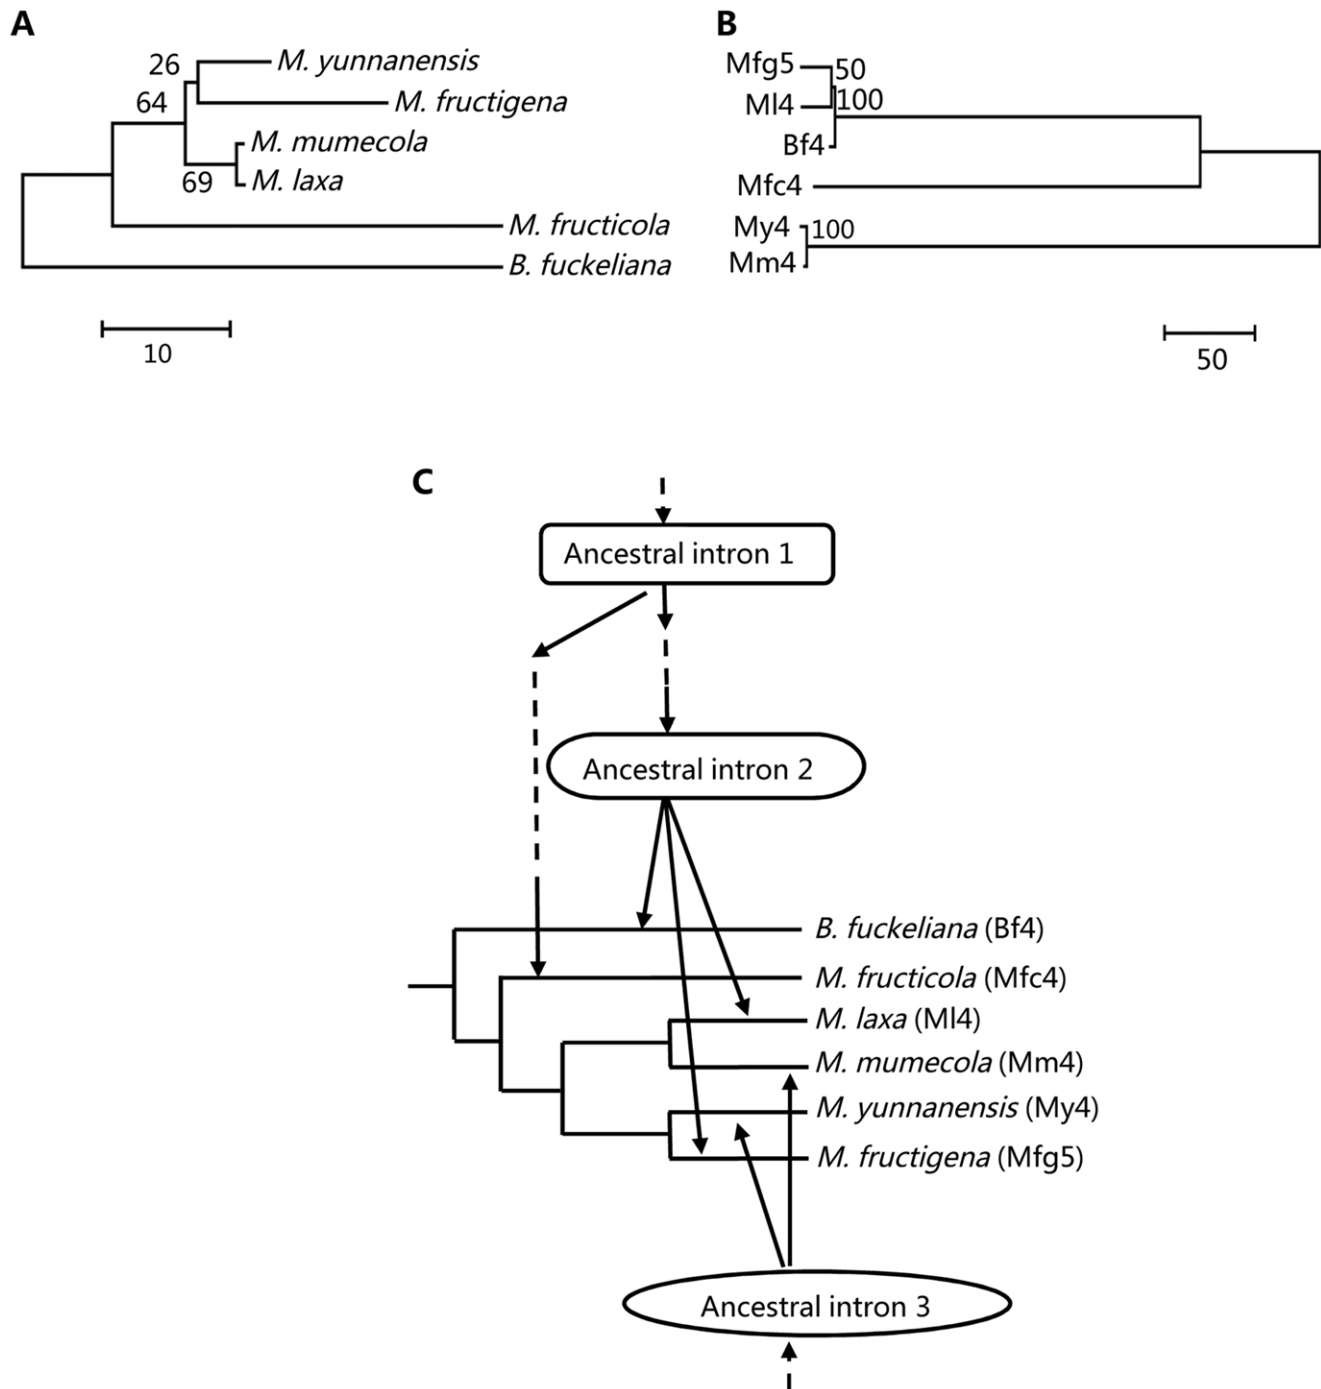 A
26
M. yunnanensis
64
M. fructigena
M. mumecola
69
M. laxa
M. fructicola
B. fuckeliana
10
B
Mfg5
50
Ml4
100
Bf4
Mfc4
My4
100
Mm4
50
C
Ancestral intron 1
Ancestral intron 2
B. fuckeliana (Bf4)
M. fructicola (Mfc4)
M. laxa (Ml4)
M. mumecola (Mm4)
M. yunnanensis (My4)
M. fructigena (Mfg5)
Ancestral intron 3